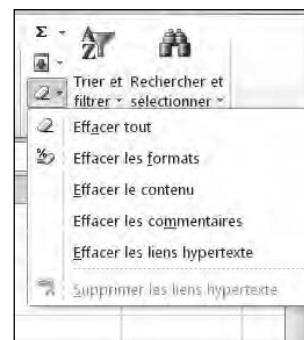 Σ
A
Z
Trier et Rechercher et
filtrer sélectionner
Effacer tout
Effacer les formats
Effacer le contenu
Effacer les commentaires
Effacer les liens hypertexte
Supprimer les liens hypertexte